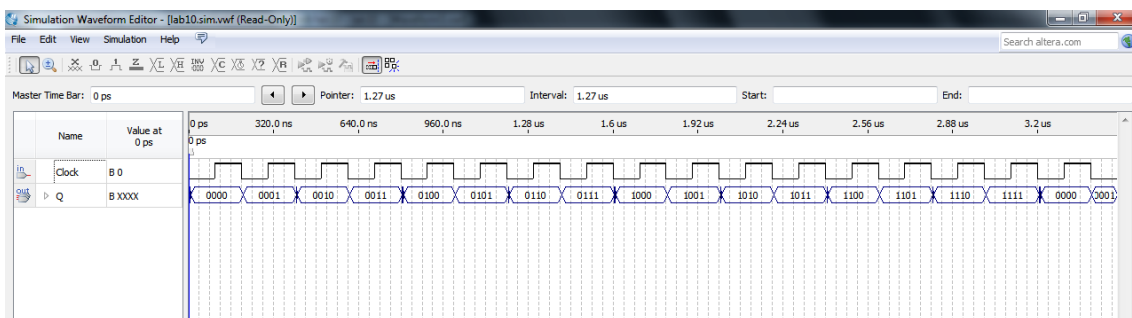 Simulation Waveform Editor - [lab10.sim.vwf (Read-Only)]
File Edit View Simulation Help
Search altera.com
Master Time Bar: 0 ps Pointer: 1.27 us Interval: 1.27 us Start: End:
Name Value at 0 ps
0 ps 320.0 ns 640.0 ns 960.0 ns 1.28 us 1.6 us 1.92 us 2.24 us 2.56 us 2.88 us 3.2 us
0 ps
in Clock B 0
out Q B XXXX 0000 0001 0010 0011 0100 0101 0110 0111 1000 1001 1010 1011 1100 1101 1110 1111 0000 0001